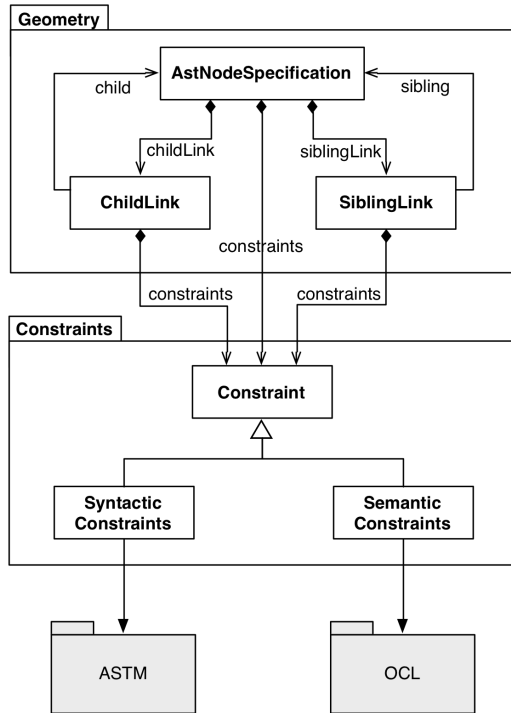 Geometry
AstNodeSpecification
child
sibling
childLink
siblingLink
ChildLink
SiblingLink
constraints
constraints
constraints
Constraints
Constraint
Syntactic
Constraints
Semantic
Constraints
ASTM
OCL